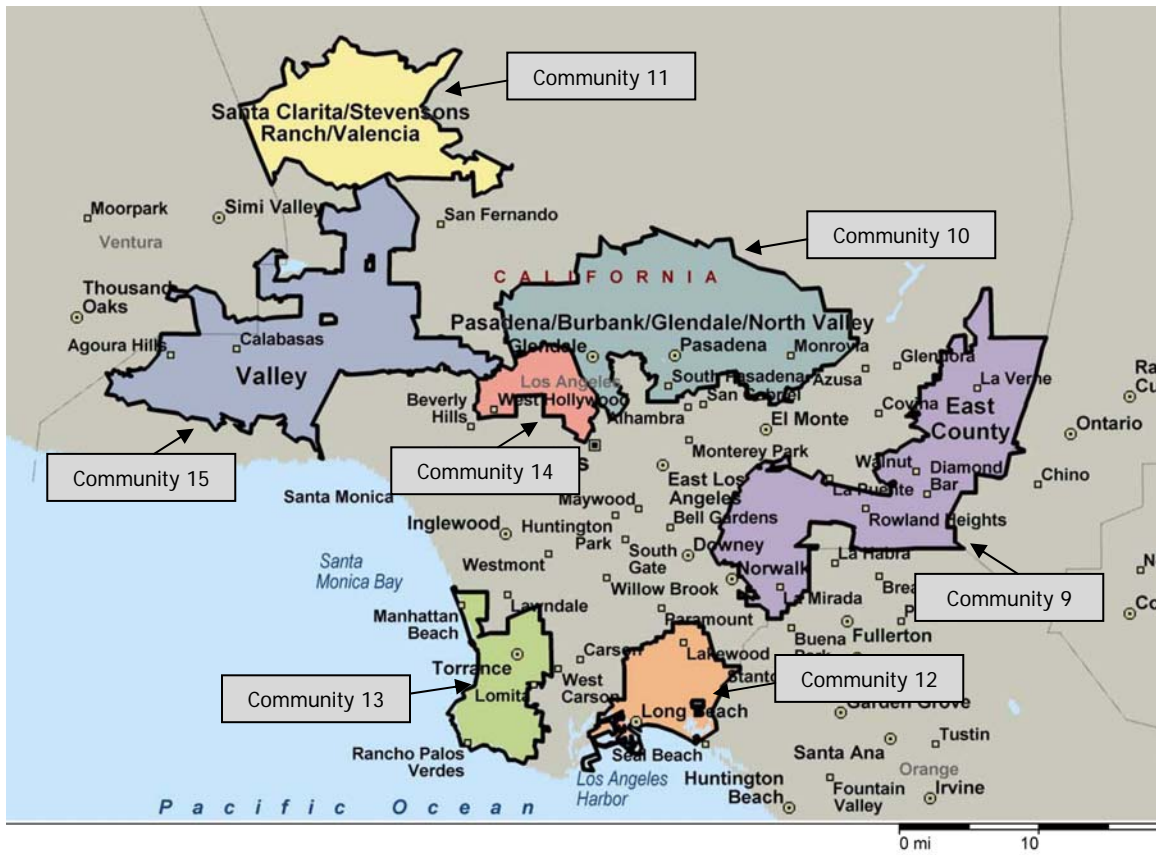 Community 11
Santa Clarita/Stevensons
Ranch/Valencia
Moorpark
Simi Valley
San Fernando
Ventura
Community 10
CALIFORNIA
Thousand
Oaks
Pasadena/Burbank/Glendale/North Valley
Agoura Hills
Calabasas
Glendale
Pasadena
Monrovia
Glendora
Valley
Los Angeles
South Pasadena
Azusa
La Verne
Beverly
Hills
West Hollywood
San Gabriel
Alhambra
Covina
East
County
El Monte
Ontario
Community 15
Community 14
Monterey Park
Walnut
Diamond
Bar
Chino
Santa Monica
East Los
Angeles
La Puente
Maywood
Inglewood
Huntington
Park
Bell Gardens
Rowland Heights
South
Gate
Downey
Santa
Monica Bay
Westmont
La Habra
Willow Brook
Norwalk
Community 9
La Mirada
Manhattan
Beach
Lawndale
Paramount
Buena
Fullerton
Torrance
Carson
Lakewood
Community 13
Lomita
West
Carson
Community 12
Long Beach
Garden Grove
Rancho Palos
Verdes
Seal Beach
Santa Ana
Tustin
Los Angeles
Harbor
Huntington
Beach
Orange
Fountain
Valley
Irvine
Pacific Ocean
0 mi
10